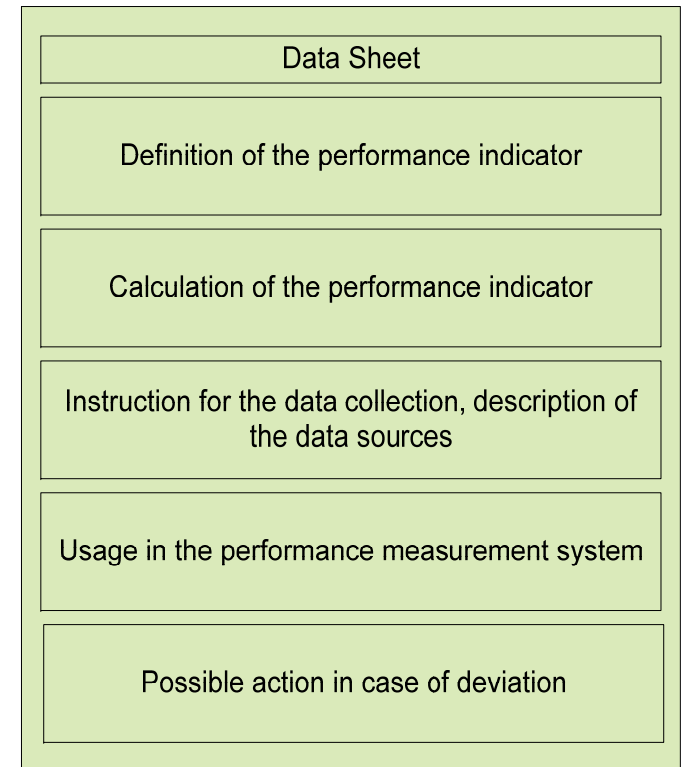 Data Sheet
Definition of the performance indicator
Calculation of the performance indicator
Instruction for the data collection, description of
the data sources
Usage in the performance measurement system
Possible action in case of deviation